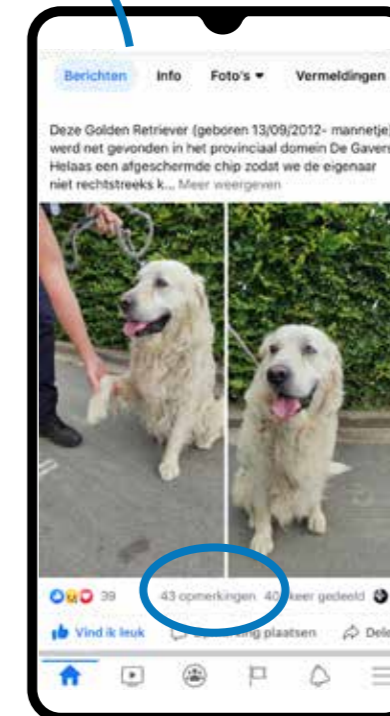 Berichten Info Foto's Vermeldingen
Deze Golden Retriever (geboren 13/09/2012- mannetje)
werd net gevonden in het provinciaal domein De Gavers
Helaas een afgeschermde chip zodat we de eigenaar
niet rechtstreeks k... Meer weergeven
39 43 opmerkingen keer gedeeld
Vind ik leuk plaatsen